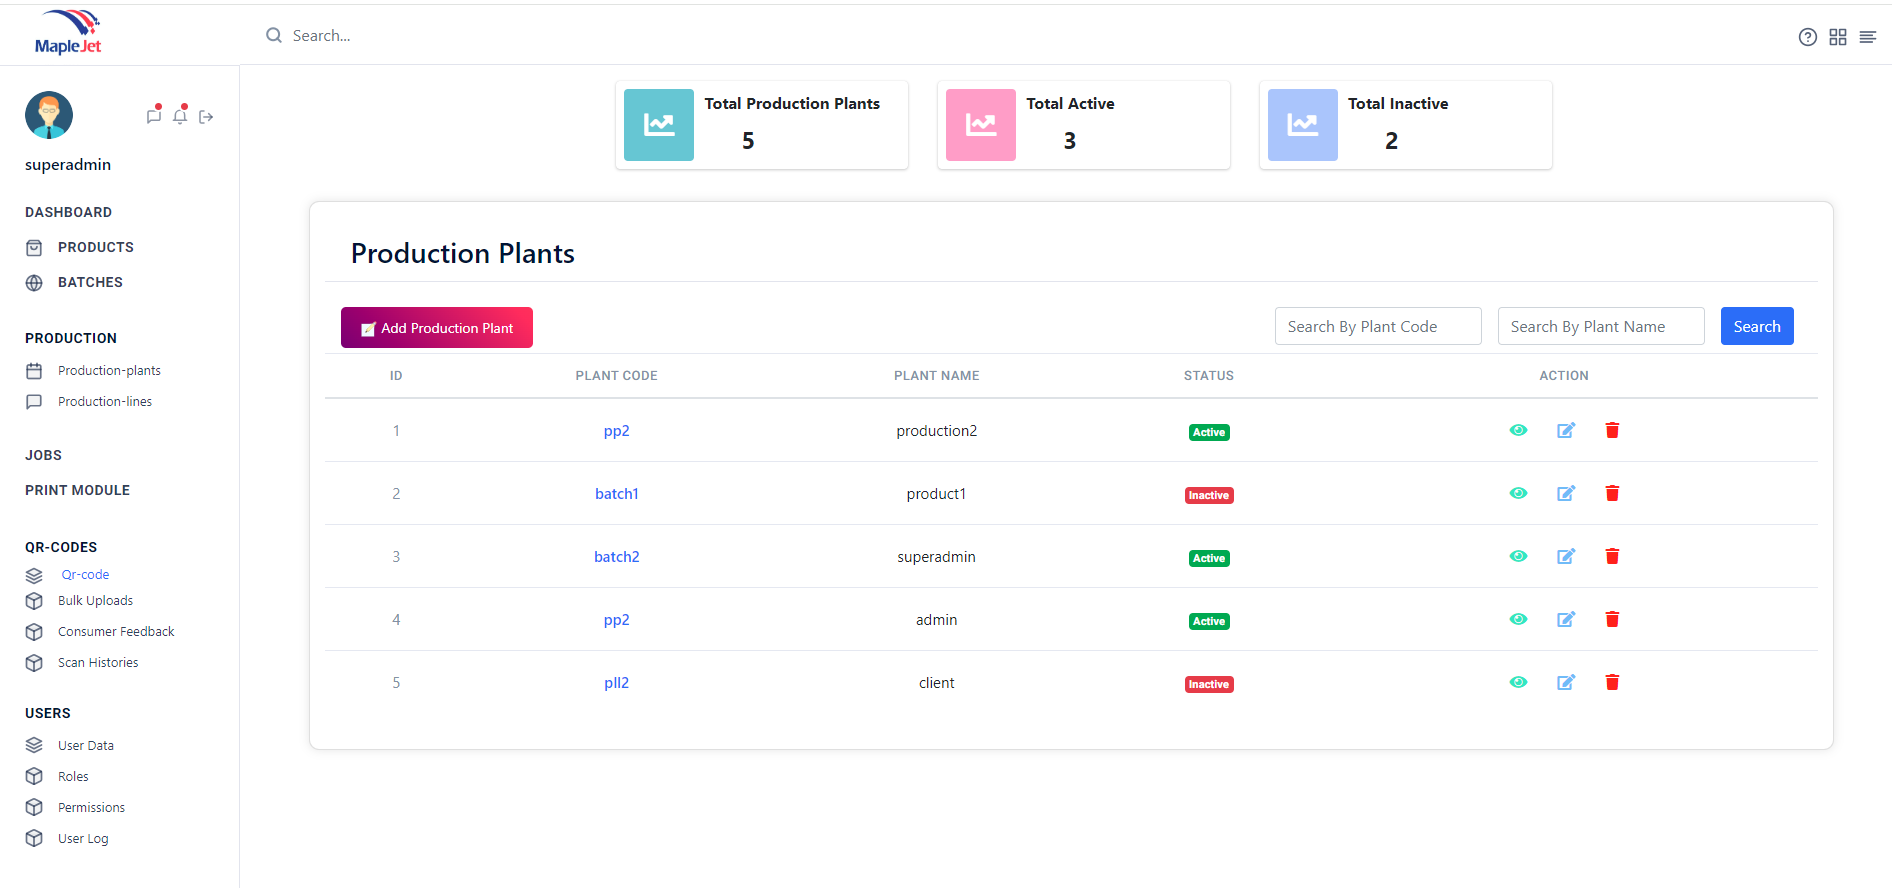 MapleJet
Search...
superadmin
DASHBOARD
PRODUCTS
BATCHES
PRODUCTION
Production-plants
Production-lines
JOBS
PRINT MODULE
QR-CODES
Qr-code
Bulk Uploads
Consumer Feedback
Scan Histories
USERS
User Data
Roles
Permissions
User Log
Total Production Plants
5
Total Active
3
Total Inactive
2
Production Plants
Add Production Plant
Search By Plant Code
Search By Plant Name
Search
ID PLANT CODE PLANT NAME STATUS ACTION
1 pp2 production2 Active
2 batch1 product1 Inactive
3 batch2 superadmin Active
4 pp2 admin Active
5 pll2 client Inactive